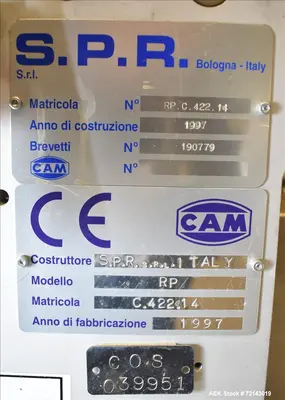 S.P.R. Bologna - Italy
S.r.l.
Matricola N° RP.C.422.14
Anno di costruzione N° 1997
Brevetti N° 190779
CAM N°
CE CAM
Costruttore S.P.R. s.r.l. ITALY
Modello RP
Matricola C.422.14
Anno di fabbricazione 1997
COS
039951
AEK Stock # 72143019